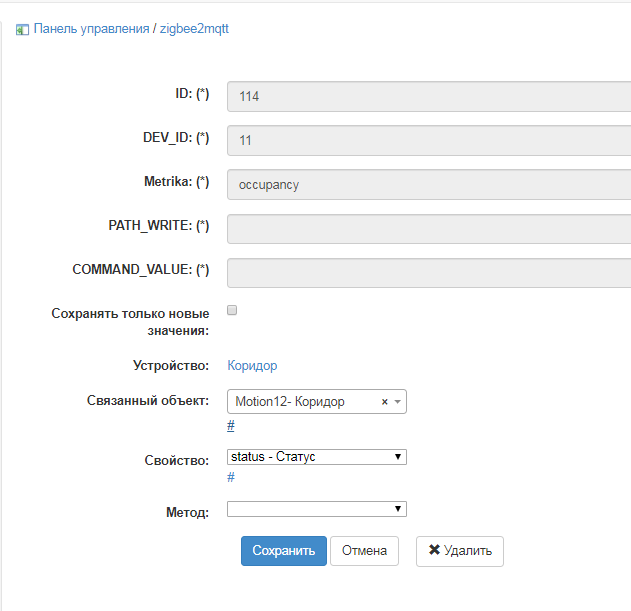 Панель управления / zigbee2mqtt
ID: (*) 114
DEV_ID: (*) 11
Metrika: (*) occupancy
PATH_WRITE: (*)
COMMAND_VALUE: (*)
Сохранять только новые
значения:
Устройство: Коридор
Связанный объект: Motion12- Коридор × 
#
Свойство: status - Статус
#
Метод:
Сохранить Отмена ✖ Удалить